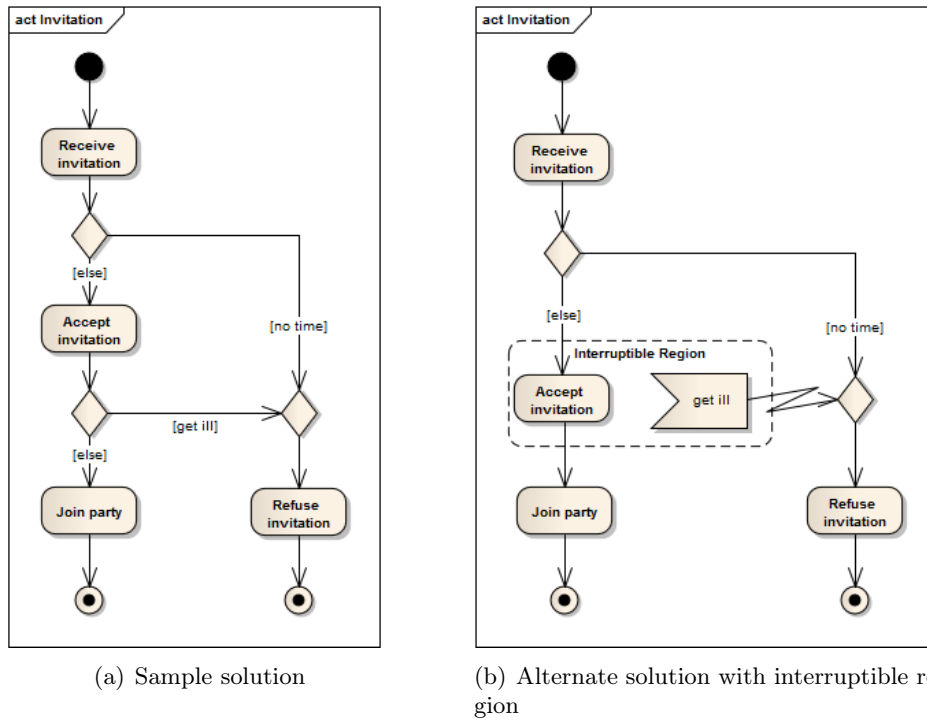 act Invitation
Receive
invitation
[else]
Accept
invitation
[no time]
[get ill]
[else]
Join party
Refuse
invitation
(a) Sample solution
act Invitation
Receive
invitation
[else]
[no time]
Interruptible Region
Accept
invitation
get ill
Join party
Refuse
invitation
(b) Alternate solution with interruptible re
gion